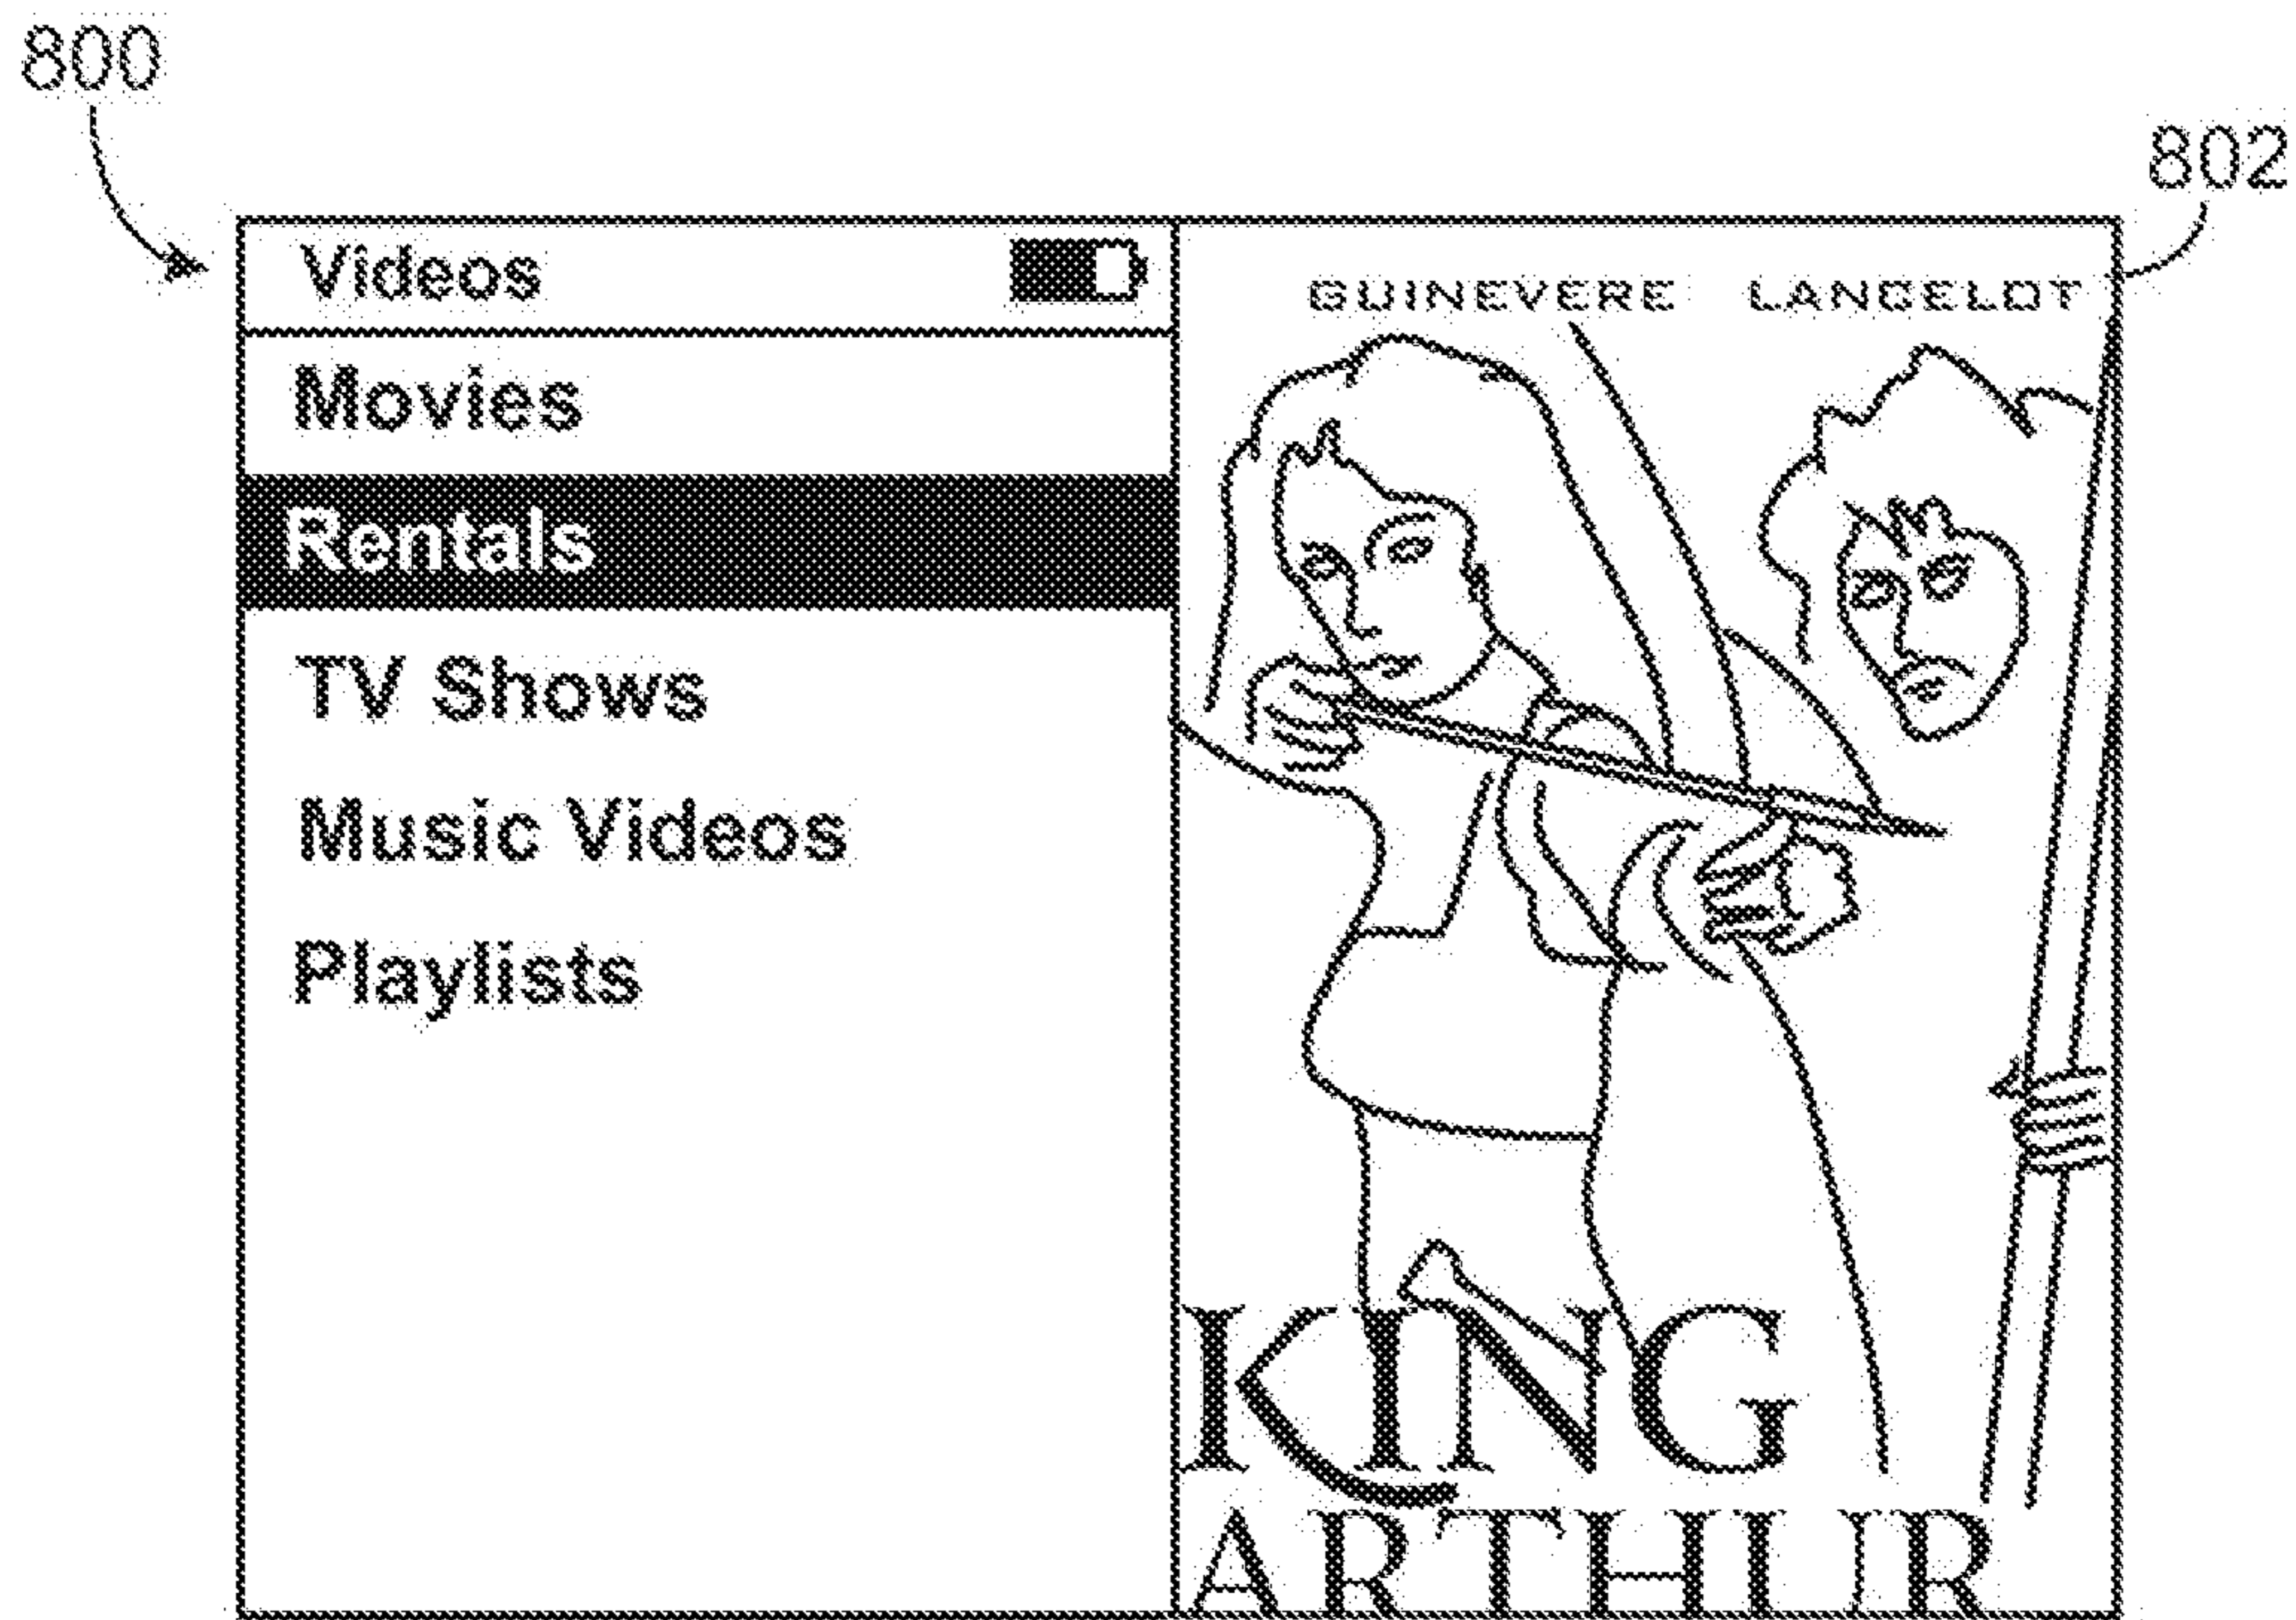 800
802
Videos
Movies
Rentals
TV Shows
Music Videos
Playlists
GUINEVERE LANCELOT
KING
ARTHUR